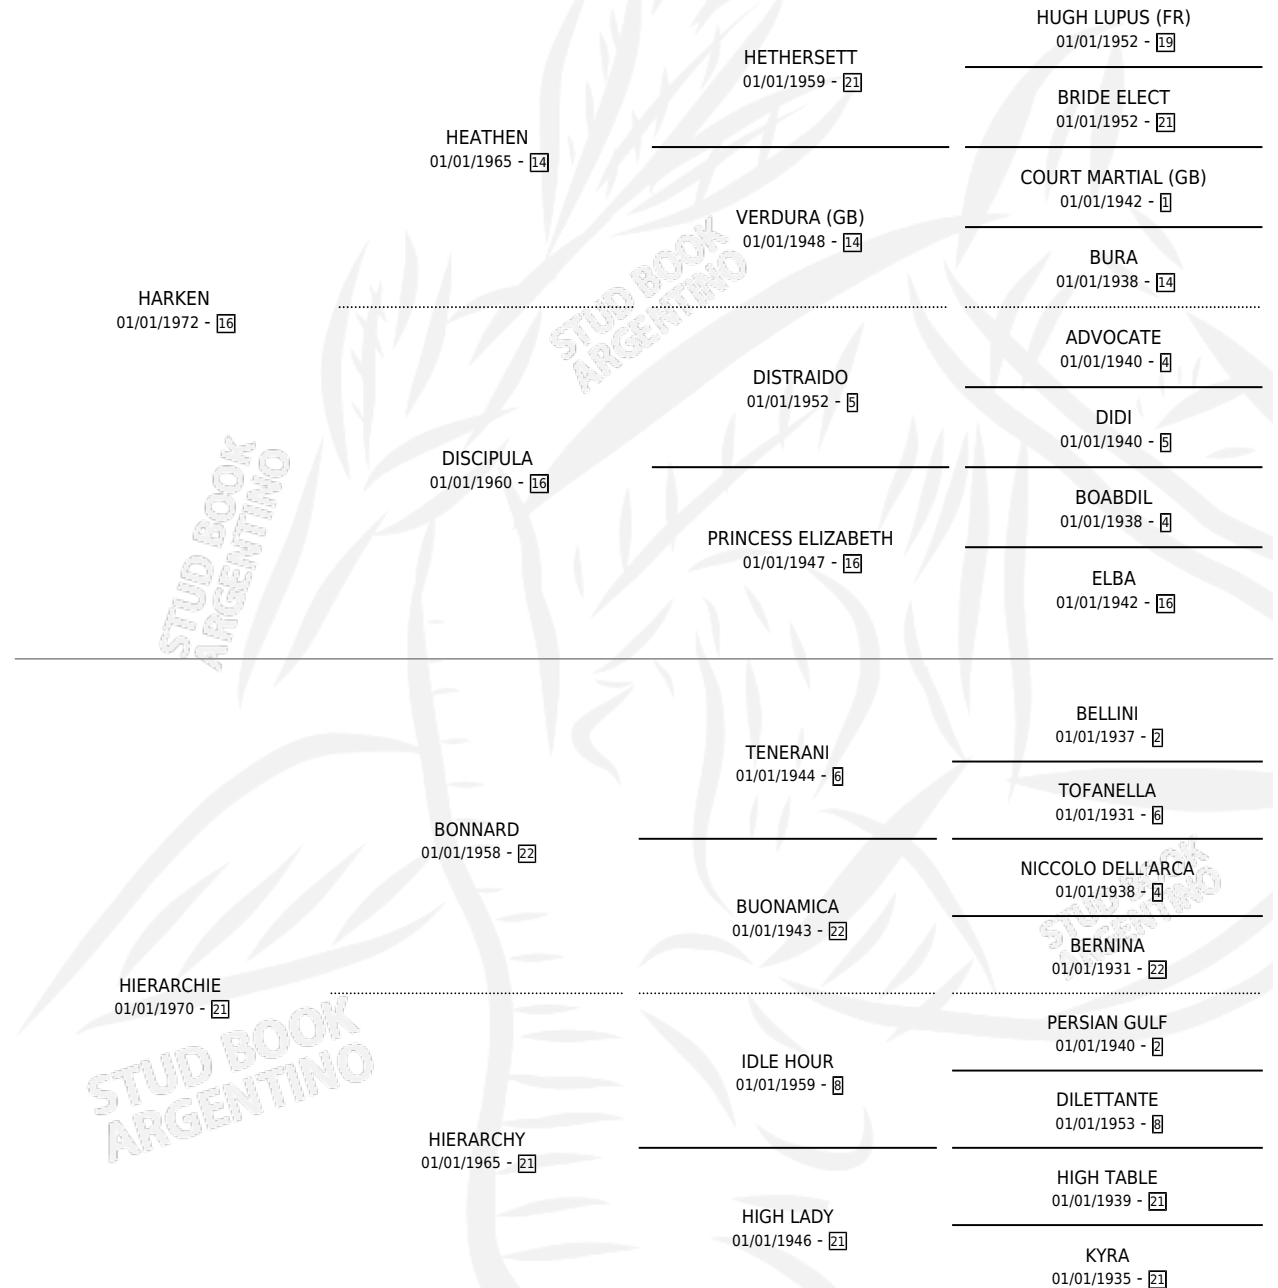 HUGH LUPUS (FR)
01/01/1952 - 19
HETHERSETT
01/01/1959 - 21
BRIDE ELECT
01/01/1952 - 21
HEATHEN
01/01/1965 - 14
COURT MARTIAL (GB)
01/01/1942 - 1
VERDURA (GB)
01/01/1948 - 14
BURA
01/01/1938 - 14
HARKEN
01/01/1972 - 16
STUD BOOK
ARGENTINO
ADVOCATE
01/01/1940 - 4
DISTRAIDO
01/01/1952 - 5
DIDI
01/01/1940 - 5
DISCIPULA
01/01/1960 - 16
BOABDIL
01/01/1938 - 4
PRINCESS ELIZABETH
01/01/1947 - 16
ELBA
01/01/1942 - 16
STUD BOOK
ARGENTINO
BELLINI
01/01/1937 - 2
TENERANI
01/01/1944 - 6
TOFANELLA
01/01/1931 - 6
BONNARD
01/01/1958 - 22
NICCOLO DELL'ARCA
01/01/1938 - 4
BUONAMICA
01/01/1943 - 22
BERNINA
01/01/1931 - 22
STUD BOOK
ARGENTINO
HIERARCHIE
01/01/1970 - 21
PERSIAN GULF
01/01/1940 - 2
IDLE HOUR
01/01/1959 - 8
DILETTANTE
01/01/1953 - 8
STUD BOOK
ARGENTINO
HIERARCHY
01/01/1965 - 21
HIGH TABLE
01/01/1939 - 21
HIGH LADY
01/01/1946 - 21
KYRA
01/01/1935 - 21